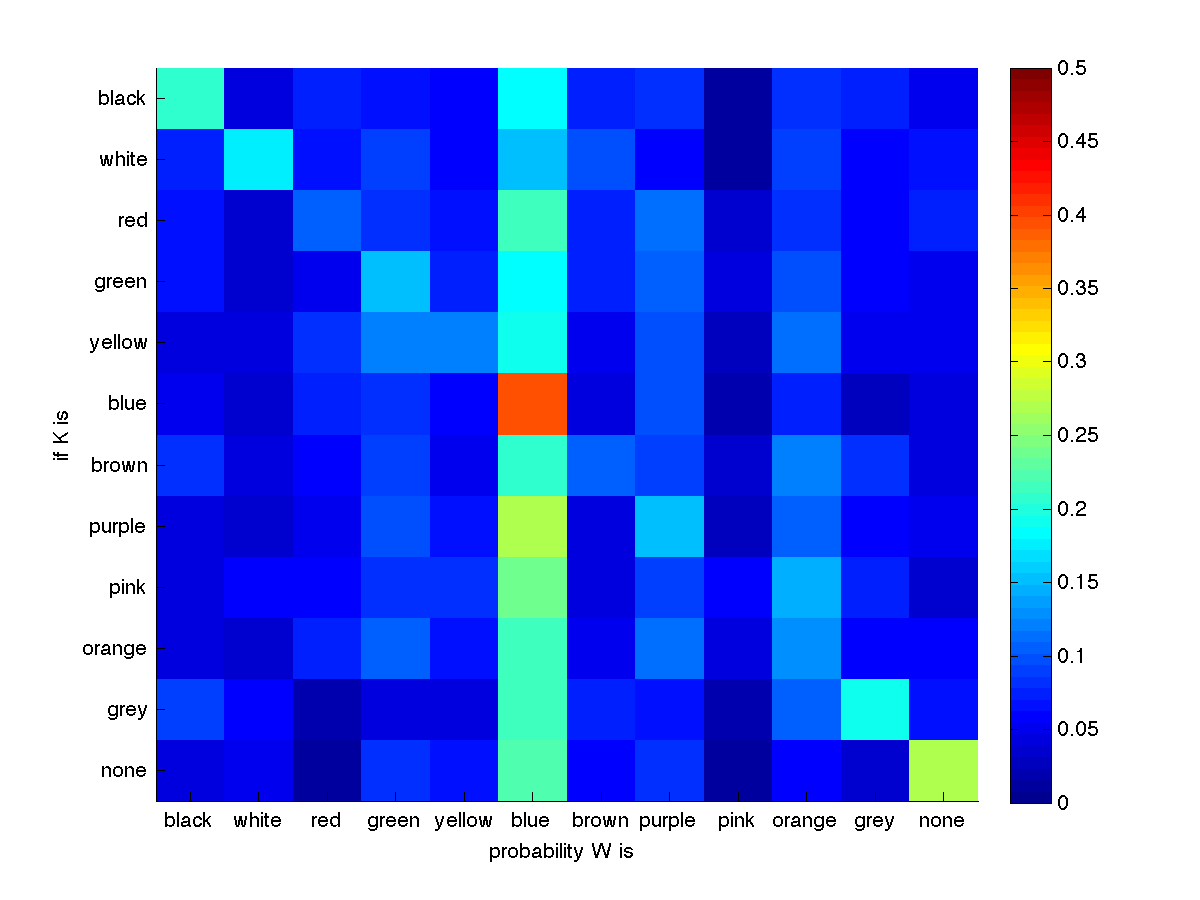 black
white
red
green
yellow
blue
brown
purple
pink
orange
grey
none
if K is
black white red green yellow blue brown purple pink orange grey none
probability W is
0.5
0.45
0.4
0.35
0.3
0.25
0.2
0.15
0.1
0.05
0